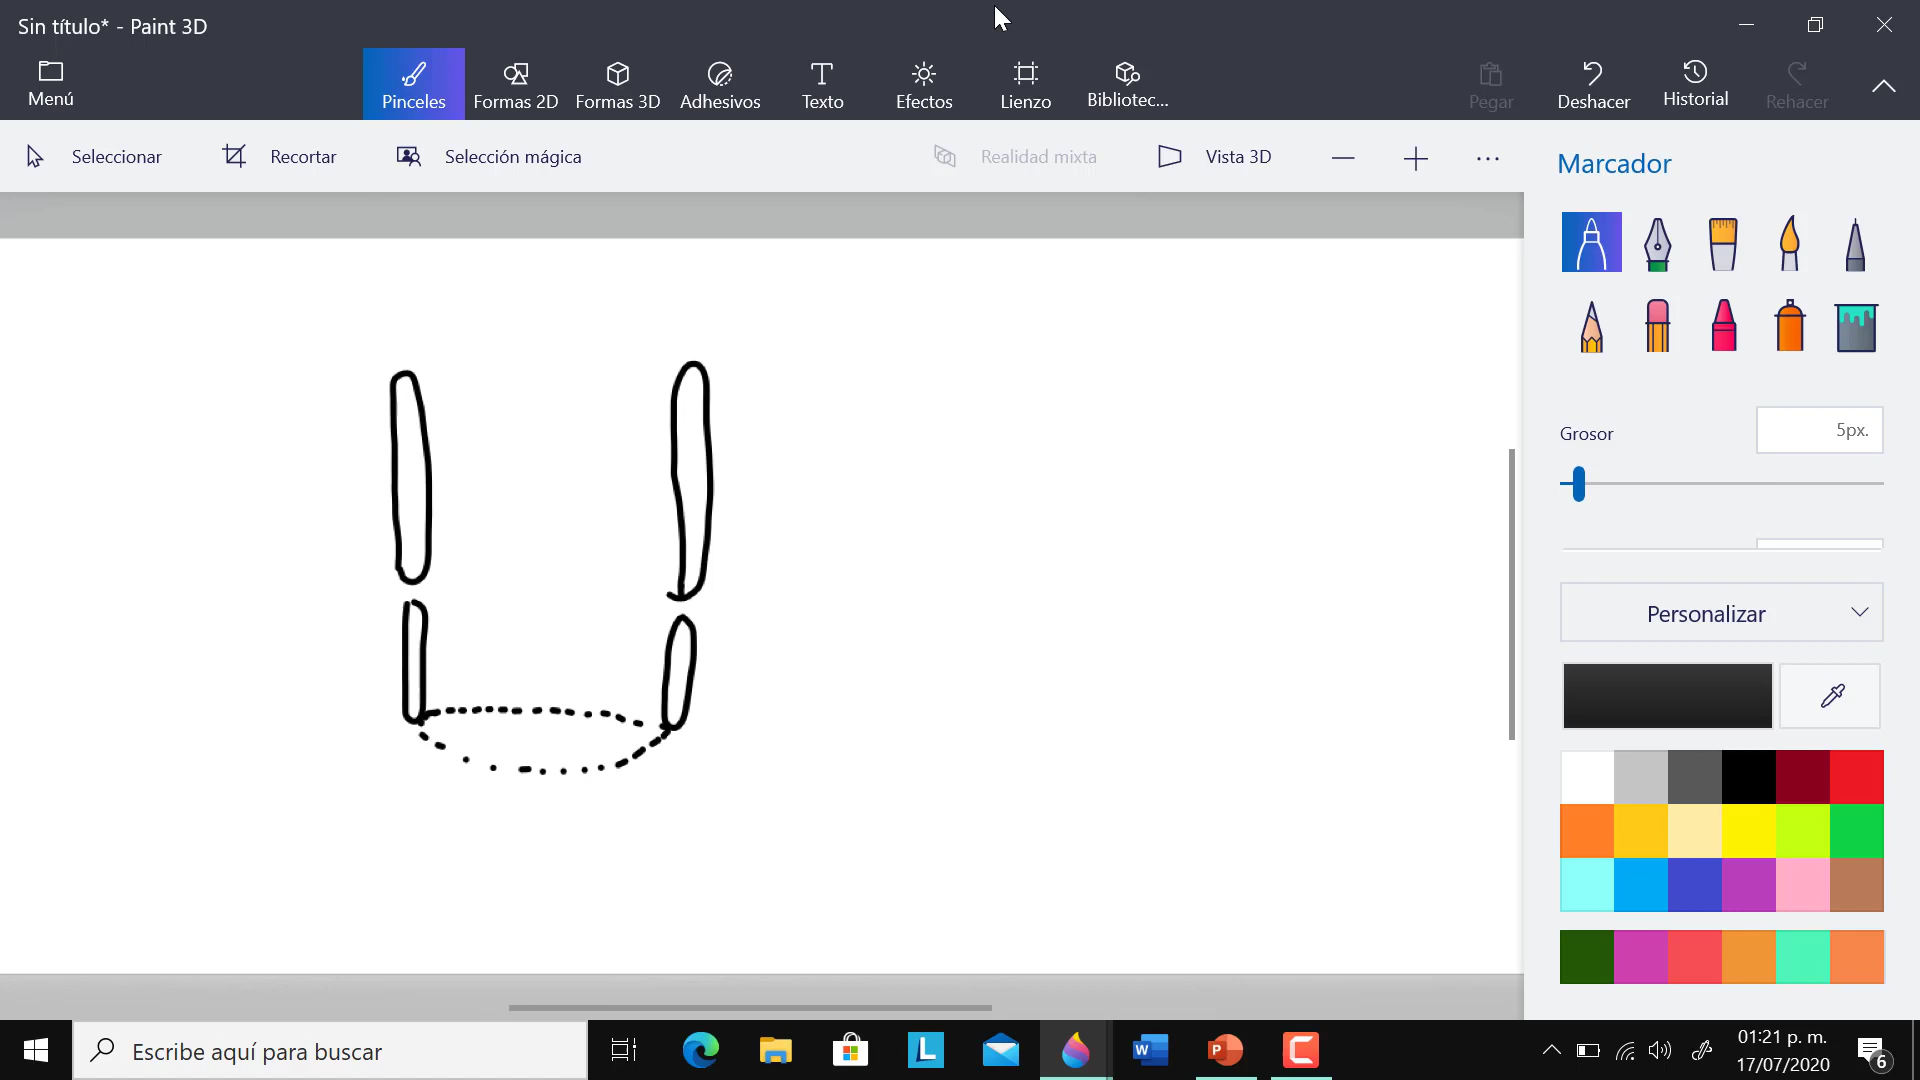 Sin título* - Paint 3D
Menú
Pinceles
Formas 2D
Formas 3D
Adhesivos
Texto
Efectos
Lienzo
Bibliotec...
Pegar
Deshacer
Historial
Rehacer
Seleccionar
Recortar
Selección mágica
Realidad mixta
Vista 3D
Marcador
Grosor
5px.
Personalizar
Escribe aquí para buscar
L
W
P
C
01:21 p. m.
17/07/2020
6